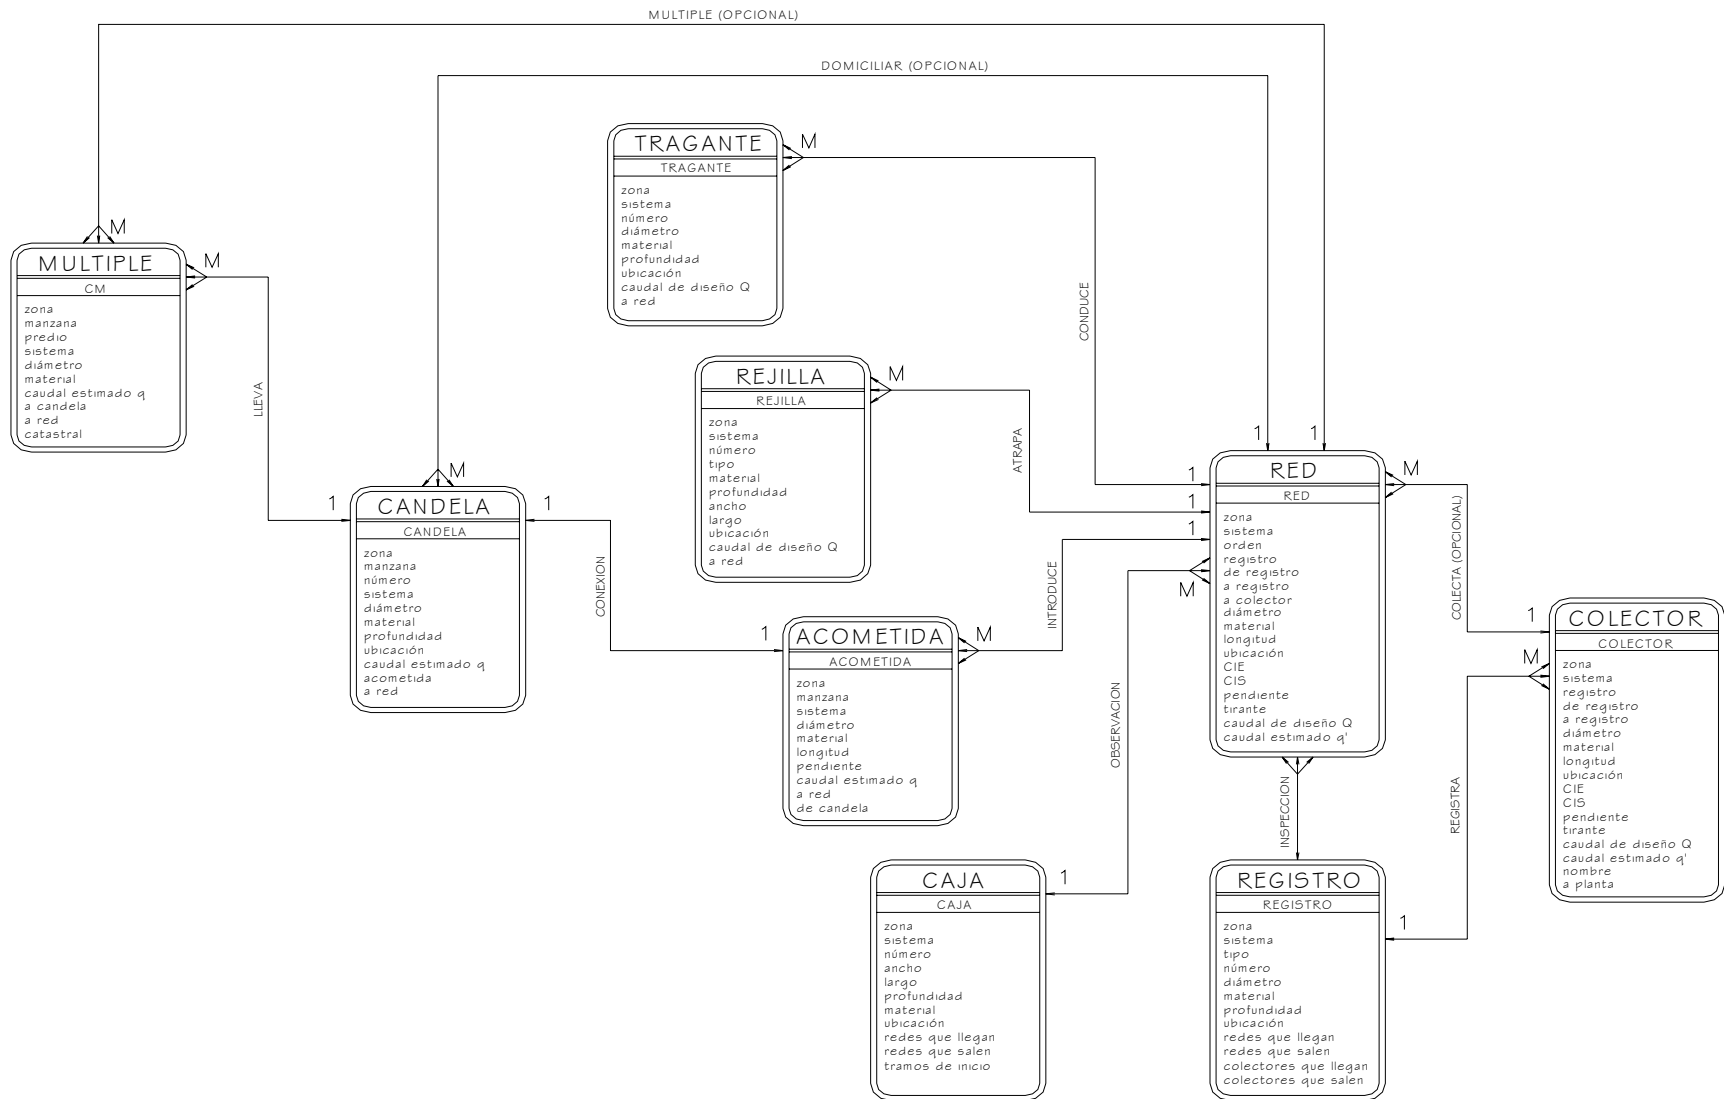 MULTIPLE (OPCIONAL)
DOMICILIAR (OPCIONAL)
TRAGANTE
TRAGANTE
zona
sistema
número
diámetro
material
profundidad
ubicación
caudal de diseño Q
a red
M
CONDUCE
1
M
MULTIPLE
CM
zona
manzana
predio
sistema
diámetro
material
caudal estimado q
a candela
a red
catastral
M
LLEVA
1
REJILLA
REJILLA
zona
sistema
número
tipo
material
profundidad
ancho
largo
ubicación
caudal de diseño Q
a red
M
ATRAPA
1
M
CANDELA
CANDELA
zona
manzana
número
sistema
diámetro
material
profundidad
ubicación
caudal estimado q
acometida
a red
1
CONEXION
1
ACOMETIDA
ACOMETIDA
zona
manzana
sistema
diámetro
material
longitud
pendiente
caudal estimado q
a red
de candela
M
INTRODUCE
1
1
1
RED
RED
zona
sistema
orden
registro
de registro
a registro
a colector
diámetro
material
longitud
ubicación
CIE
CIS
pendiente
tirante
caudal de diseño Q
caudal estimado q'
M
COLECTA (OPCIONAL)
1
M
OBSERVACION
1
CAJA
CAJA
zona
sistema
número
ancho
largo
profundidad
material
ubicación
redes que llegan
redes que salen
tramos de inicio
INSPECCION
REGISTRO
REGISTRO
zona
sistema
tipo
número
diámetro
material
profundidad
ubicación
redes que llegan
redes que salen
colectores que llegan
colectores que salen
1
REGISTRA
M
COLECTOR
COLECTOR
zona
sistema
registro
de registro
a registro
diámetro
material
longitud
ubicación
CIE
CIS
pendiente
tirante
caudal de diseño Q
caudal estimado q'
nombre
a planta